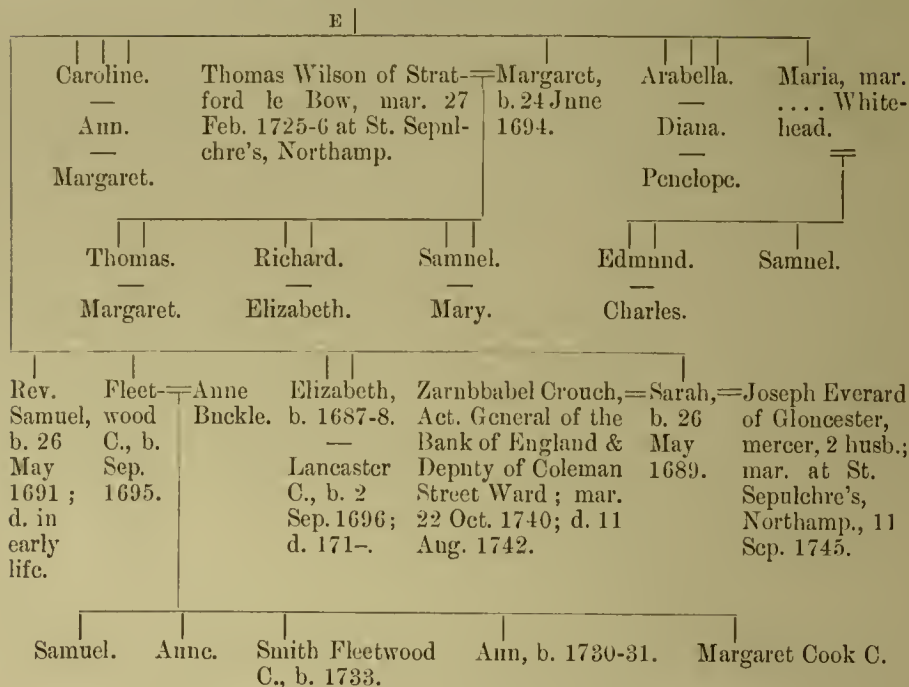 E
Caroline.
—
Ann.
—
Margaret.
Thomas Wilson of Strat-
ford le Bow, mar. 27
Feb. 1725-6 at St. Sepul-
chre's, Northamp.
Margaret,
b. 24 June
1694.
Arabella.
—
Diana.
—
Penelope.
Maria, mar.
.... White-
head.
Thomas.
—
Margaret.
Richard.
—
Elizabeth.
Samuel.
—
Mary.
Edmund.
—
Charles.
Samuel.
Rev.
Samuel,
b. 26
May
1691 ;
d. in
early
life.
Fleet-
wood
C., b.
Sep.
1695.
Anne
Buckle.
Elizabeth,
b. 1687-8.
—
Lancaster
C., b. 2
Sep. 1696;
d. 171–.
Zarubbabel Crouch,
Act. General of the
Bank of England &
Deputy of Coleman
Street Ward ; mar.
22 Oct. 1740; d. 11
Aug. 1742.
Sarah,
b. 26
May
1689.
Joseph Everard
of Gloucester,
mercer, 2 husb.;
mar. at St.
Sepulchre's,
Northamp., 11
Sep. 1745.
Samuel.
Anne.
Smith Fleetwood
C., b. 1733.
Ann, b. 1730-31.
Margaret Cook C.